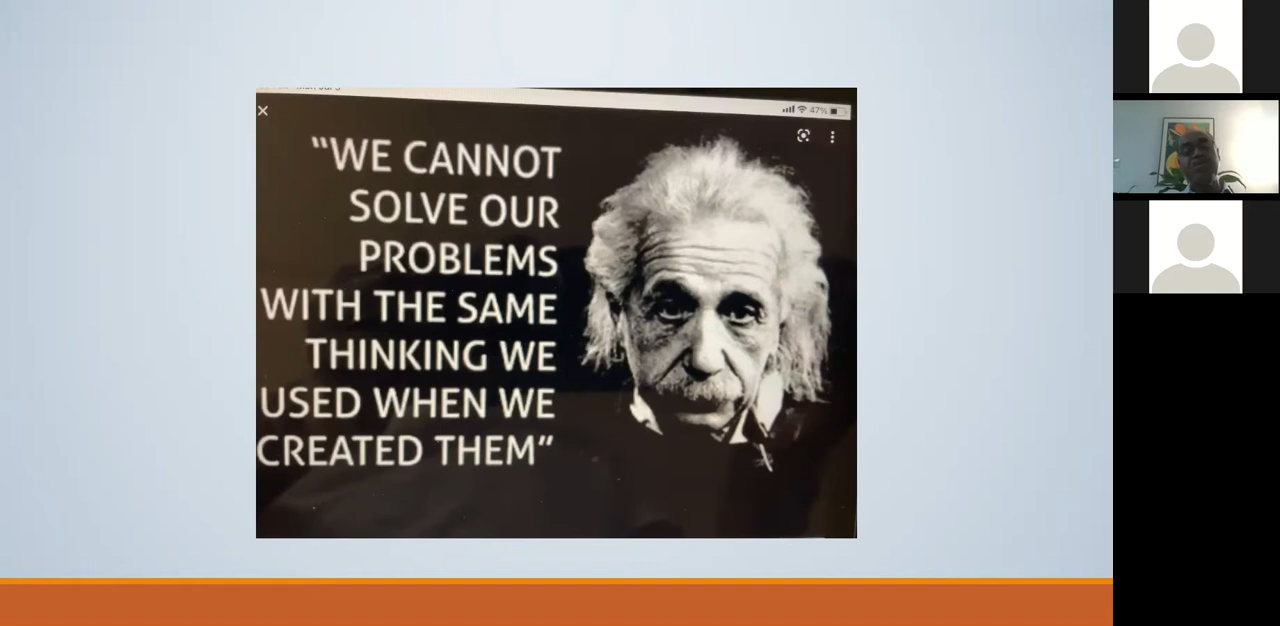 47%
“WE CANNOT
SOLVE OUR
PROBLEMS
WITH THE SAME
THINKING WE
USED WHEN WE
CREATED THEM”